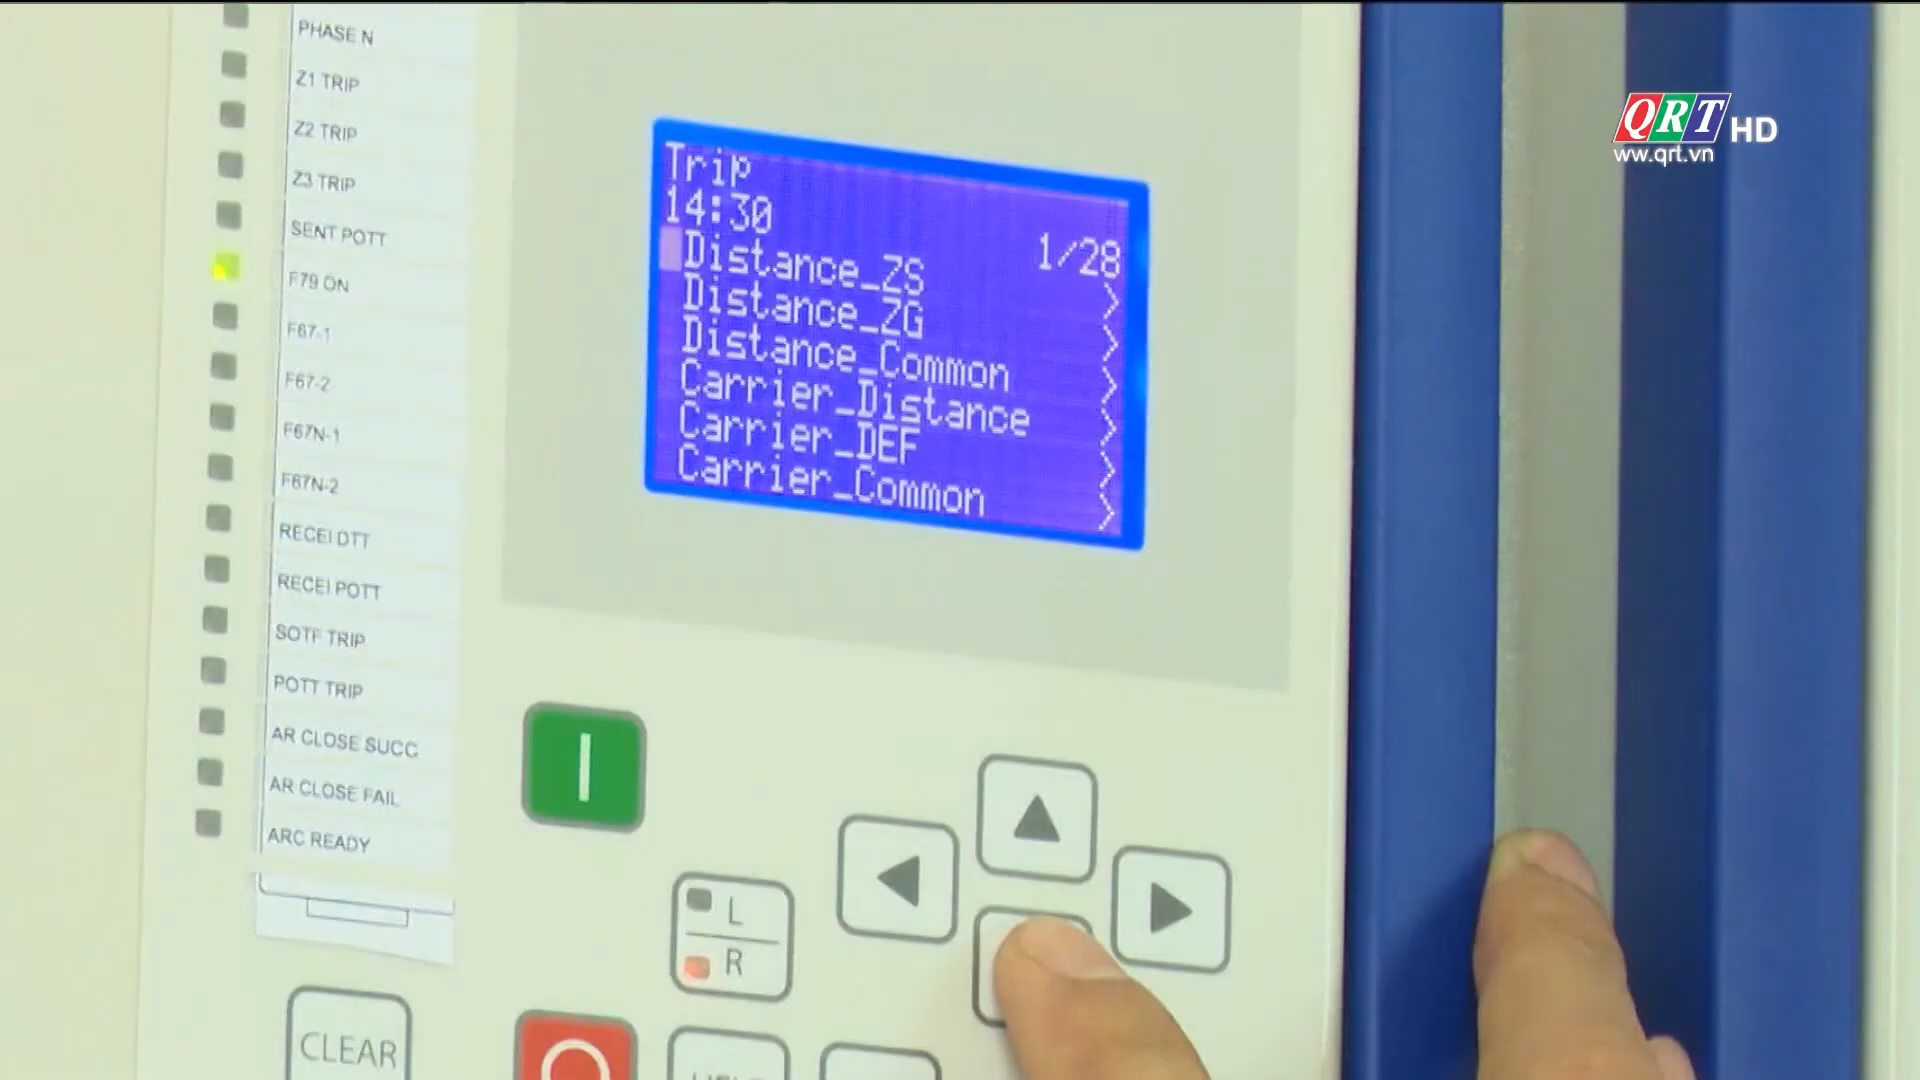 PHASE N
Z1 TRIP
Z2 TRIP
Z3 TRIP
SENT POTT
F79 ON
F67-1
F67-2
F67N-1
F67N-2
RECEI DTT
RECEI POTT
SOTF TRIP
POTT TRIP
AR CLOSE SUCC
AR CLOSE FAIL
ARC READY
Trip
14:30 1/28
Distance_ZS >
Distance_ZG >
Distance_Common >
Carrier_Distance >
Carrier_DEF >
Carrier_Common >
L
R
CLEAR
QRT HD
ww.qrt.vn